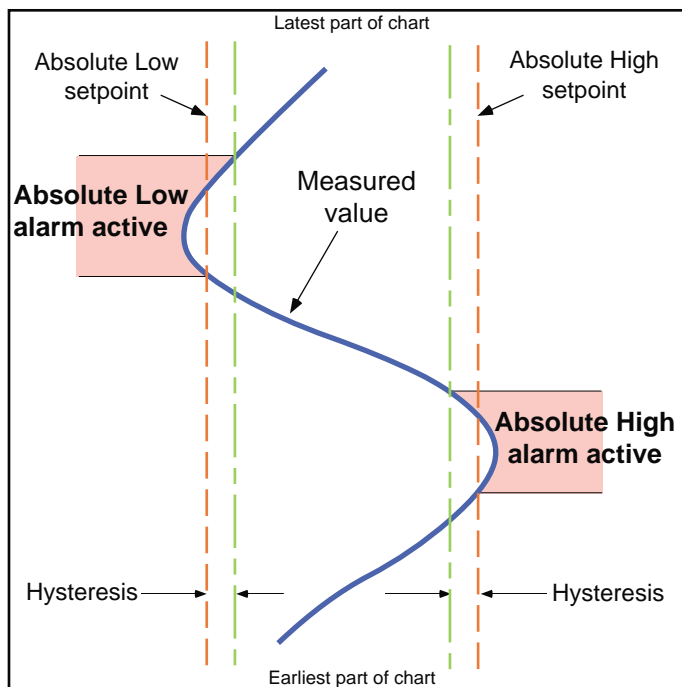 Latest part of chart
Absolute Low
setpoint
Absolute High
setpoint
Measured
value
Absolute Low
alarm active
Absolute High
alarm active
Hysteresis
Hysteresis
Earliest part of chart